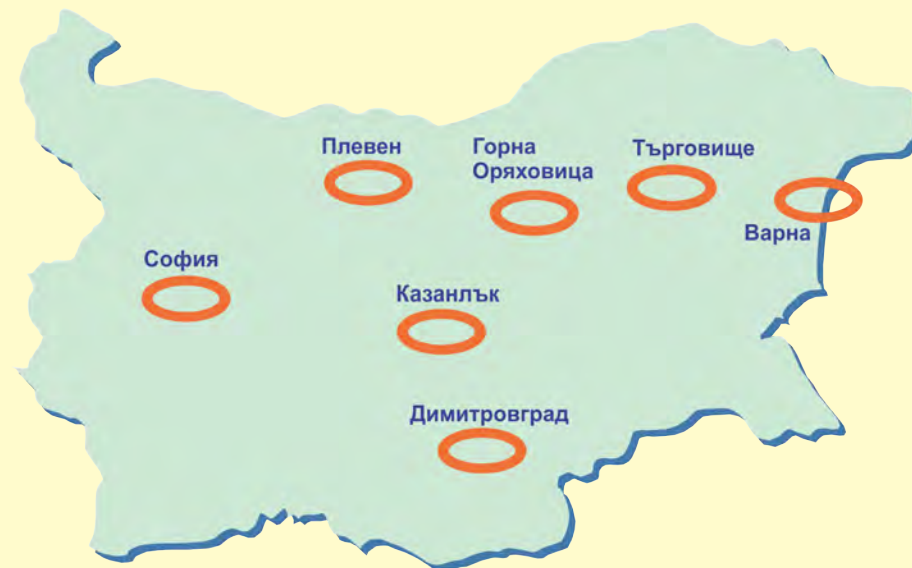 Плевен
Горна
Оряховица
Търговище
Варна
София
Казанлък
Димитровград